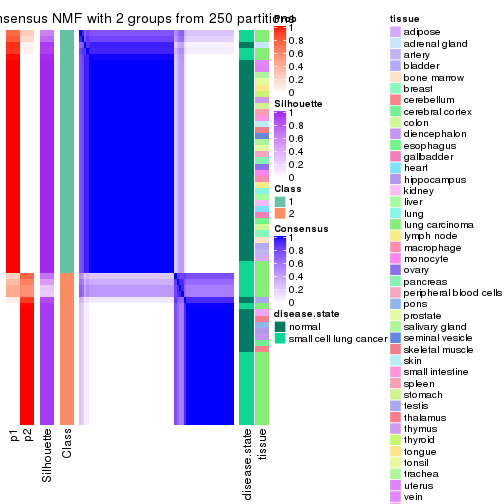 nsensus NMF with 2 groups from 250 partitions
Prop
1
0.8
0.6
0.4
0.2
0
Silhouette
1
0.8
0.6
0.4
0.2
0
Class
1
2
Consensus
1
0.8
0.6
0.4
0.2
0
disease.state
normal
small cell lung cancer
tissue
adipose
adrenal gland
artery
bladder
bone marrow
breast
cerebellum
cerebral cortex
colon
diencephalon
esophagus
gallbadder
heart
hippocampus
kidney
liver
lung
lung carcinoma
lymph node
macrophage
monocyte
ovary
pancreas
peripheral blood cells
pons
prostate
salivary gland
seminal vesicle
skeletal muscle
skin
small intestine
spleen
stomach
testis
thalamus
thymus
thyroid
tongue
tonsil
trachea
uterus
vein
p1
p2
Silhouette
Class
disease.state
tissue